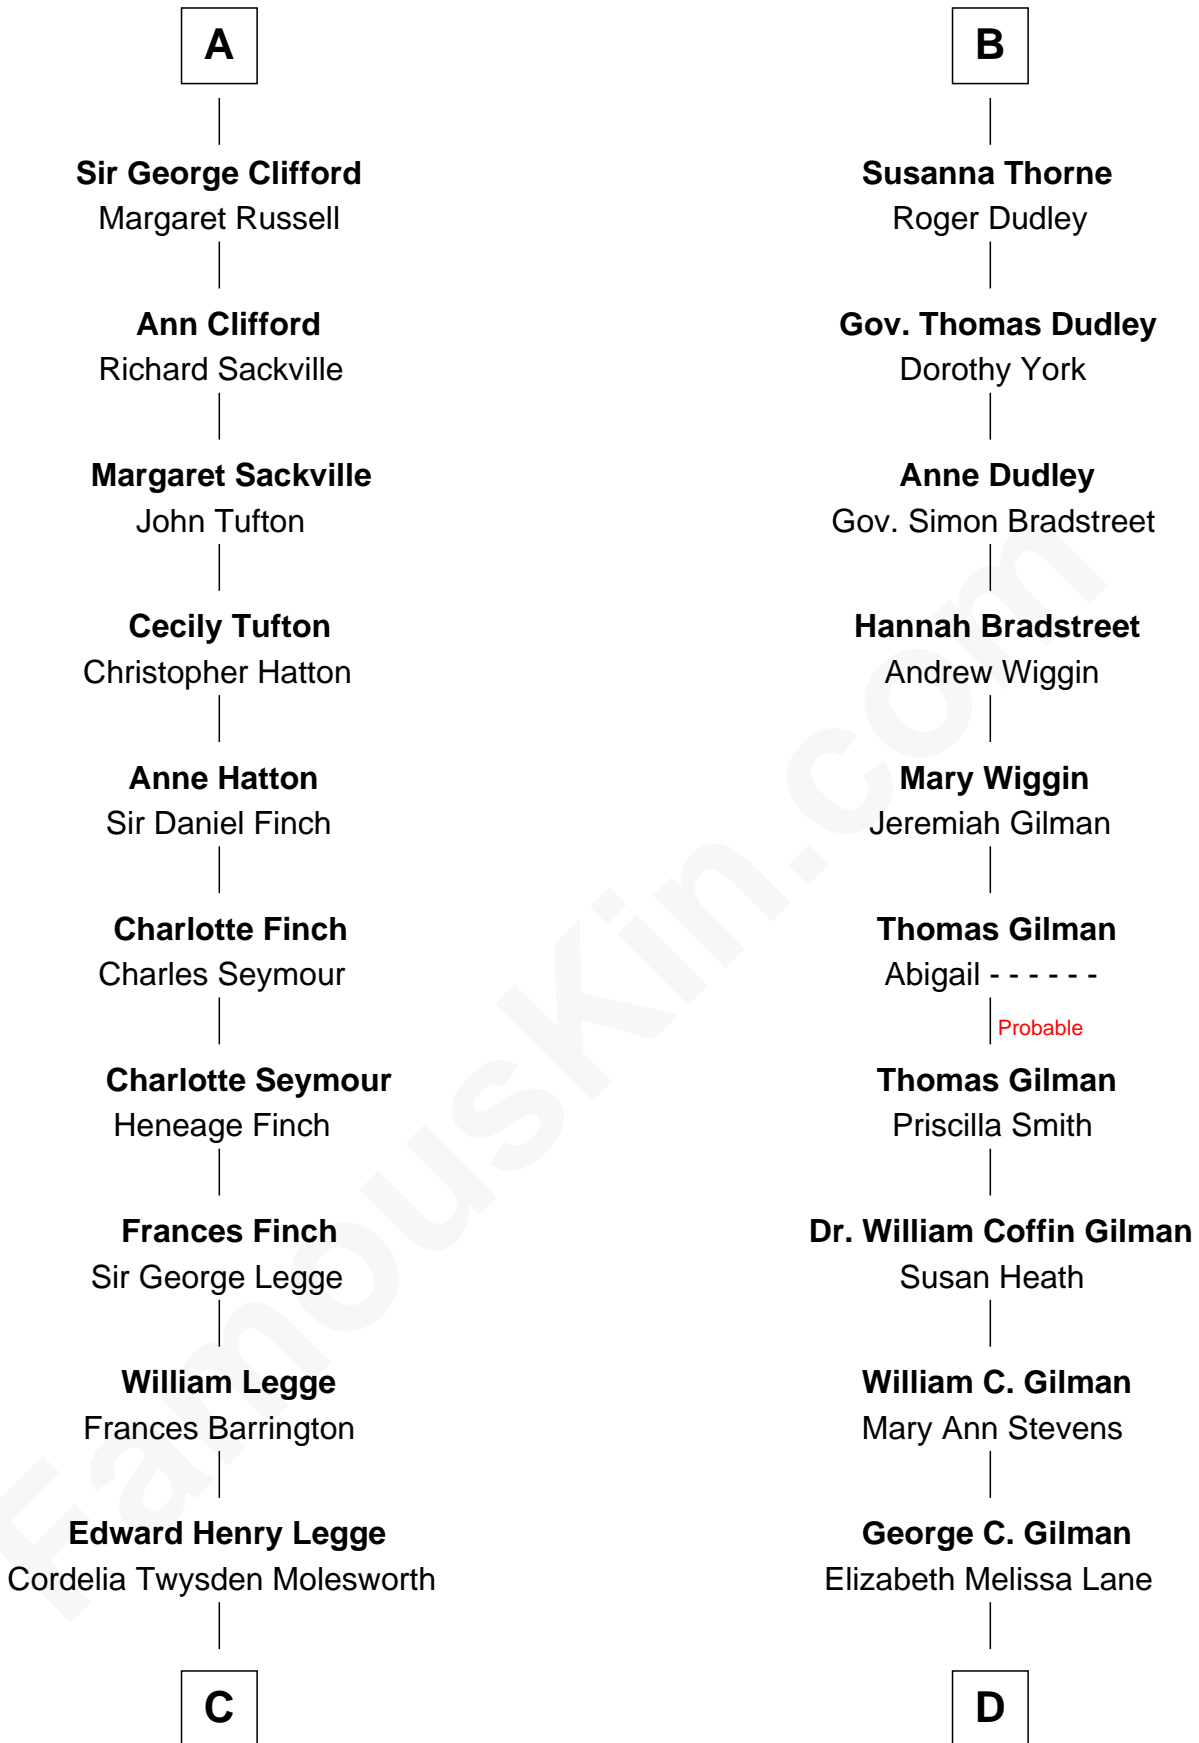 A
Sir George Clifford
Margaret Russell
Ann Clifford
Richard Sackville
Margaret Sackville
John Tufton
Cecily Tufton
Christopher Hatton
Anne Hatton
Sir Daniel Finch
Charlotte Finch
Charles Seymour
Charlotte Seymour
Heneage Finch
Frances Finch
Sir George Legge
William Legge
Frances Barrington
Edward Henry Legge
Cordelia Twysden Molesworth
C
B
Susanna Thorne
Roger Dudley
Gov. Thomas Dudley
Dorothy York
Anne Dudley
Gov. Simon Bradstreet
Hannah Bradstreet
Andrew Wiggin
Mary Wiggin
Jeremiah Gilman
Thomas Gilman
Abigail - - - - - -
Probable
Thomas Gilman
Priscilla Smith
Dr. William Coffin Gilman
Susan Heath
William C. Gilman
Mary Ann Stevens
George C. Gilman
Elizabeth Melissa Lane
D
FamousKin.com